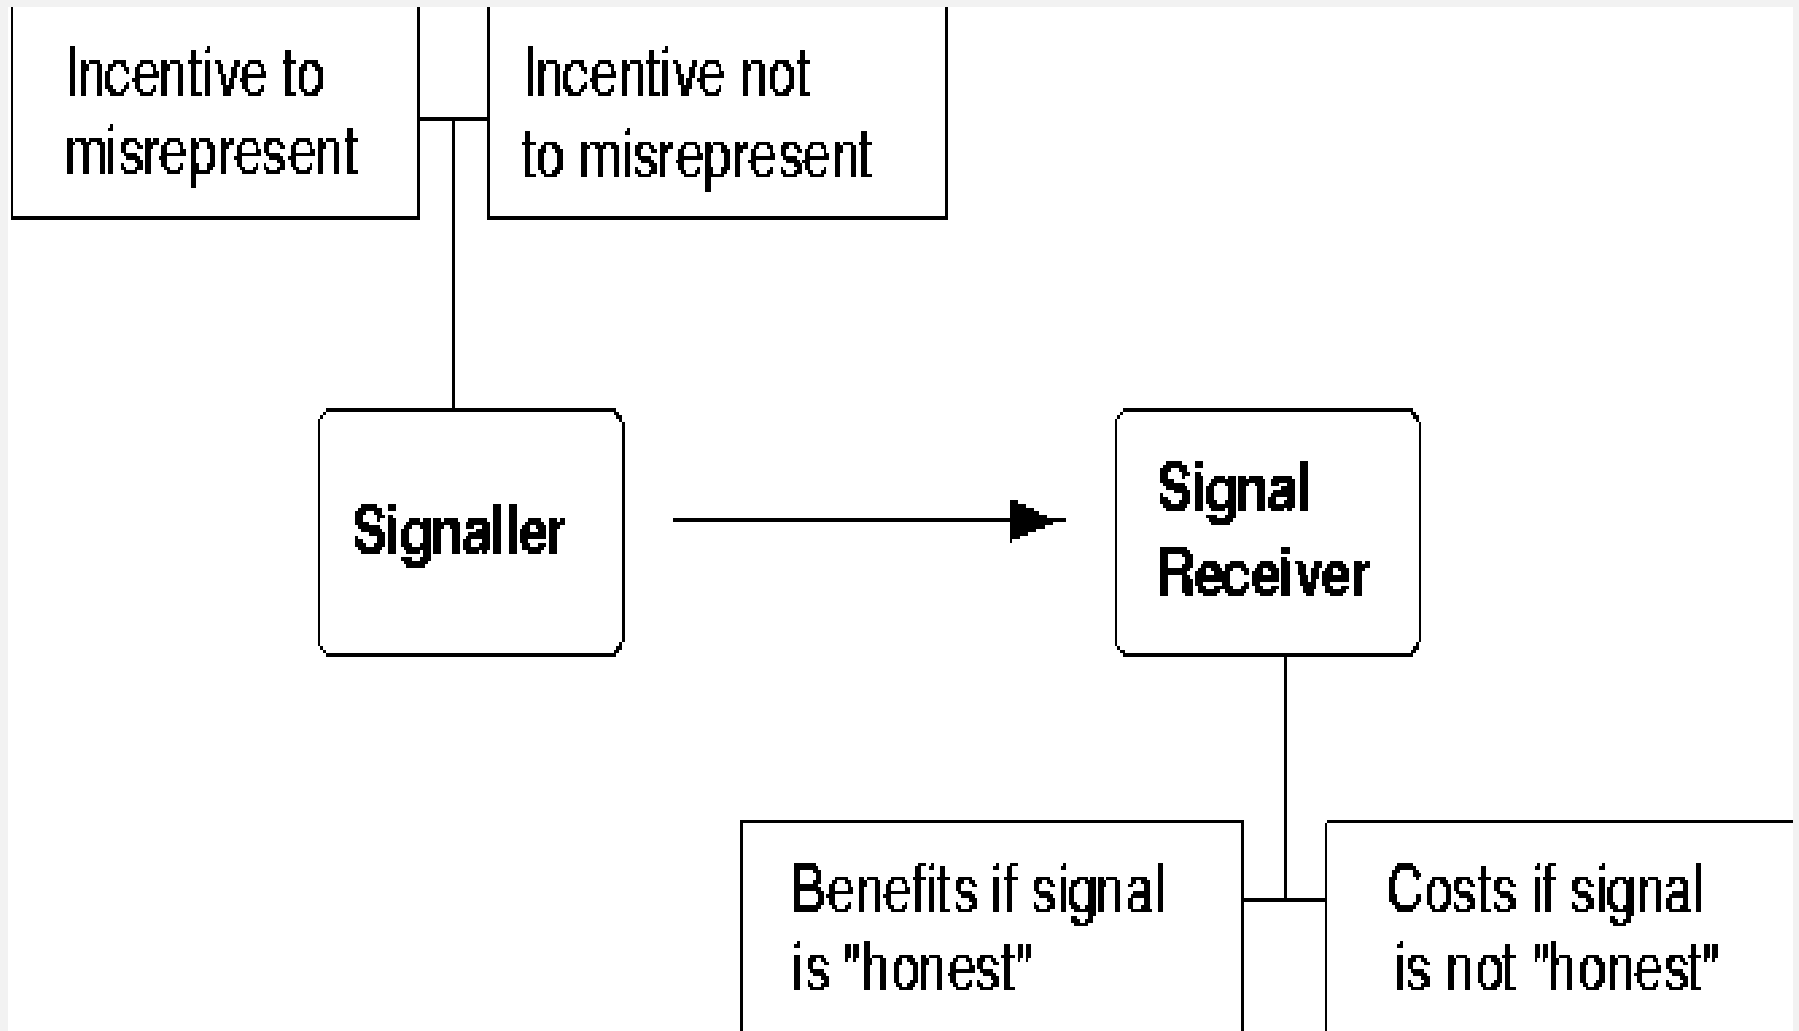 Incentive to
misrepresent
Incentive not
to misrepresent
Signaller
Signal
Receiver
Benefits if signal
is "honest"
Costs if signal
is not "honest"